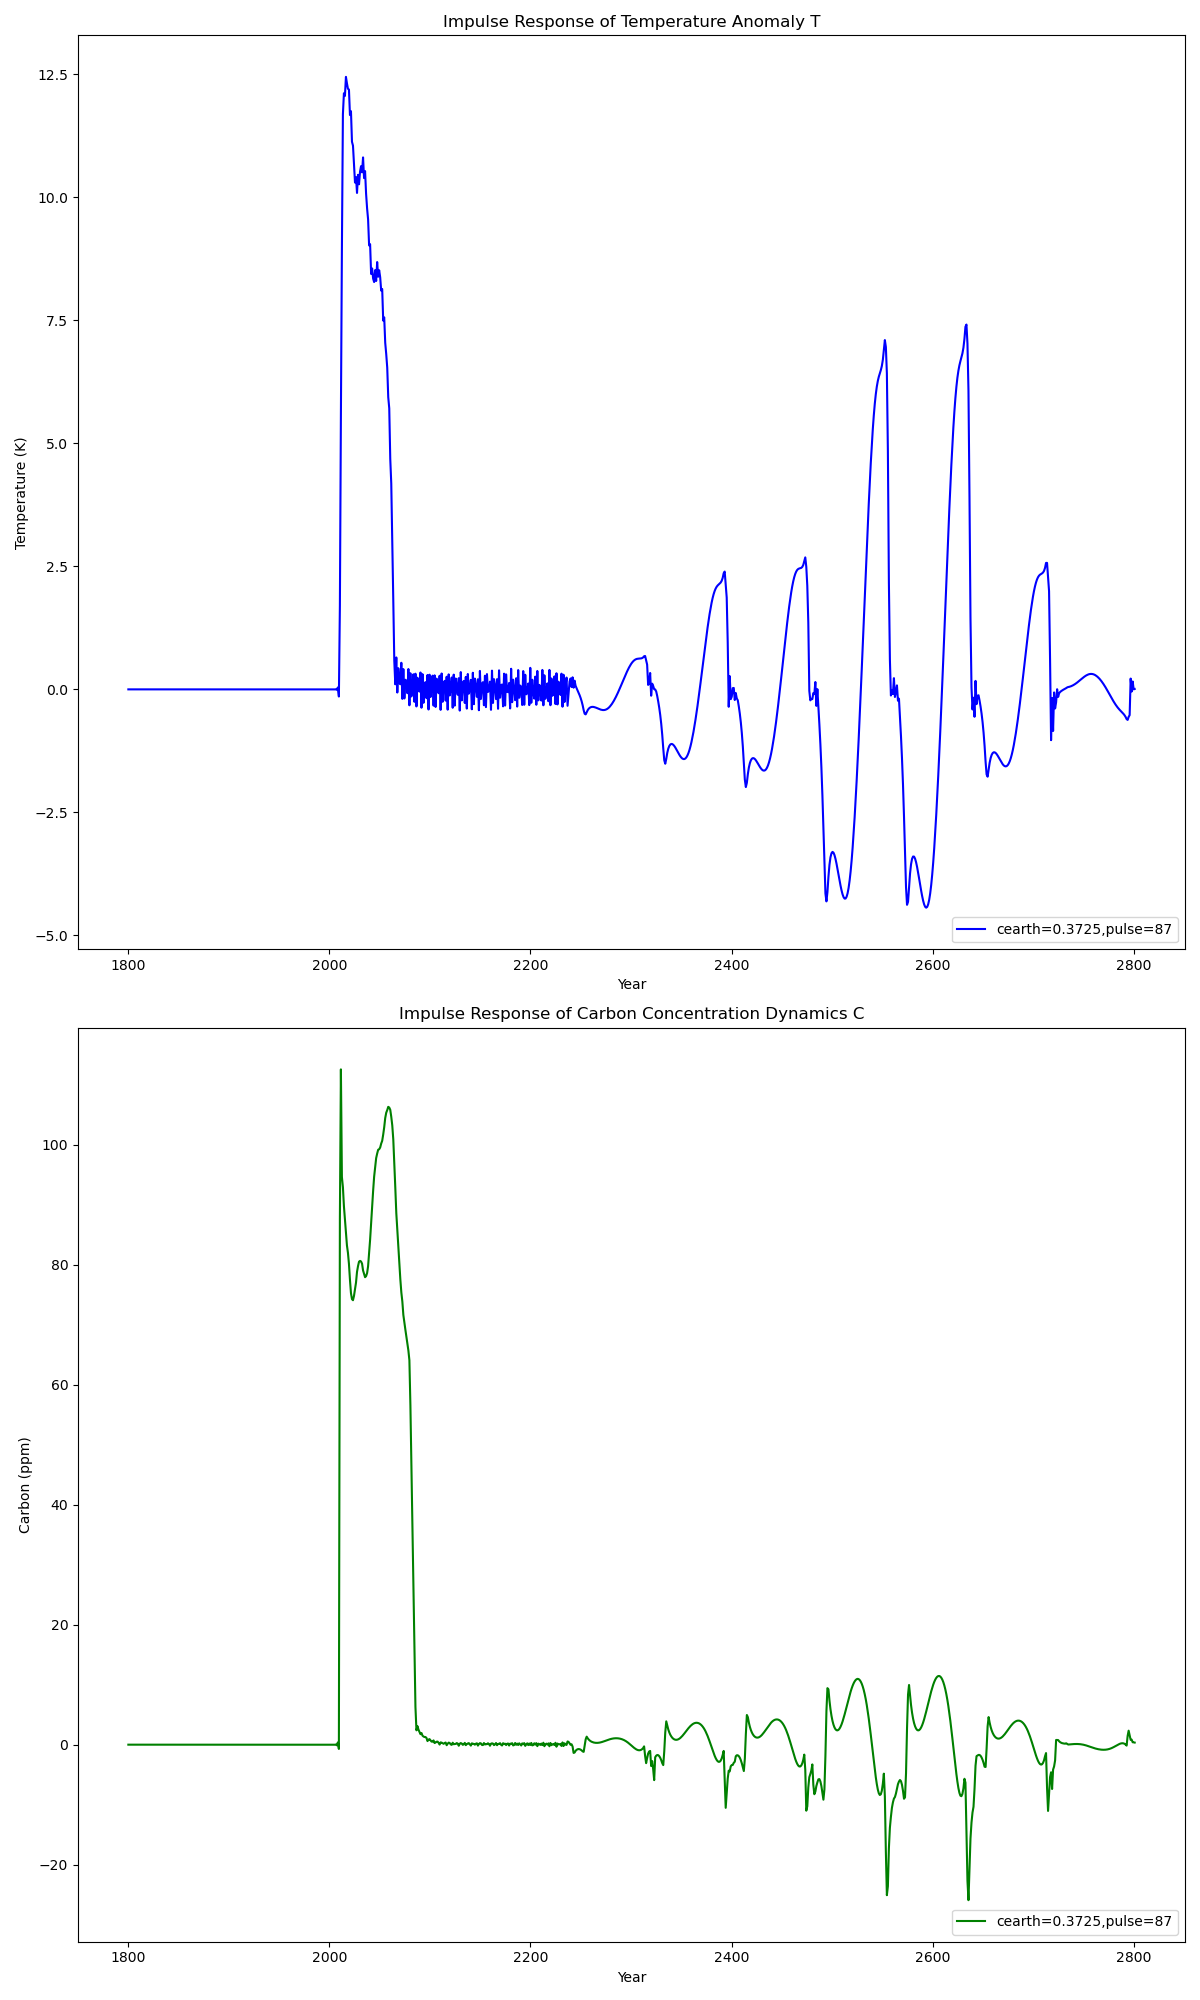 Impulse Response of Temperature Anomaly T
12.5
10.0
7.5
5.0
2.5
0.0
−2.5
−5.0
Temperature (K)
cearth=0.3725,pulse=87
1800 2000 2200 2400 2600 2800
Year
Impulse Response of Carbon Concentration Dynamics C
100
80
60
40
20
0
−20
Carbon (ppm)
cearth=0.3725,pulse=87
1800 2000 2200 2400 2600 2800
Year